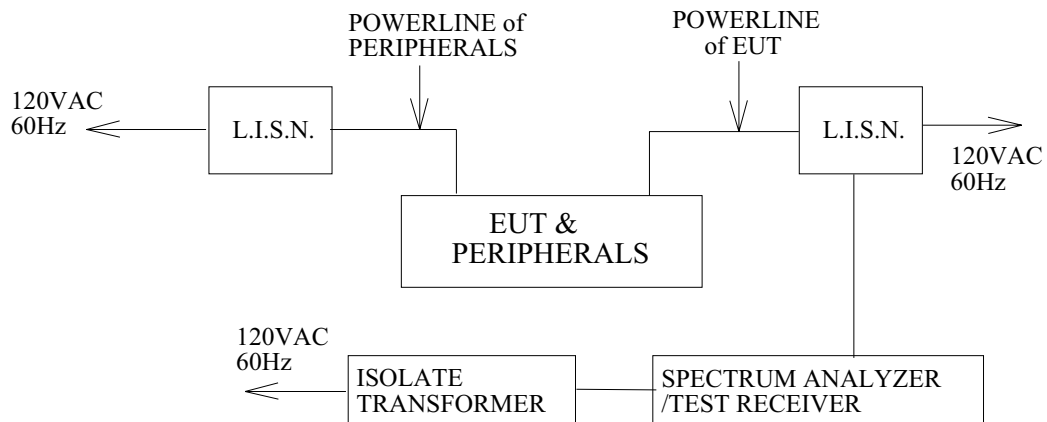 POWERLINE of
PERIPHERALS
POWERLINE
of EUT
120VAC
60Hz
L.I.S.N.
L.I.S.N.
120VAC
60Hz
EUT &
PERIPHERALS
120VAC
60Hz
ISOLATE
TRANSFORMER
SPECTRUM ANALYZER
/TEST RECEIVER